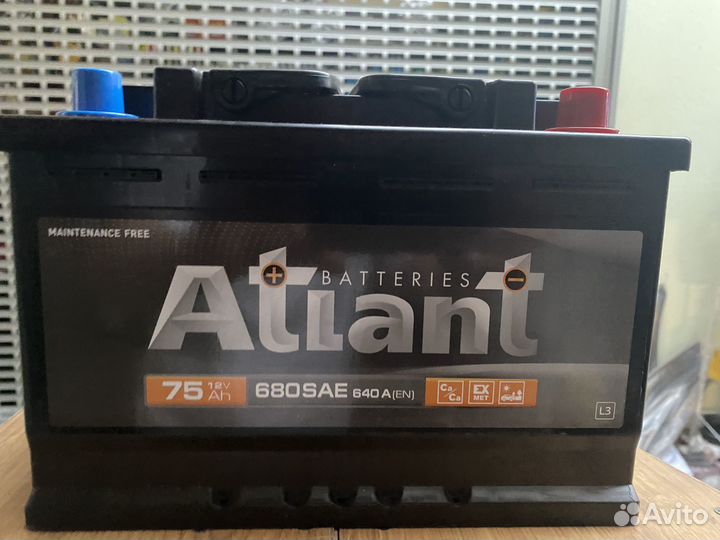 MAINTENANCE FREE
BATTERIES
Atlant
75 12V Ah 680SAE 640A(EN) Ca/Ca EX MET
L3
Avito